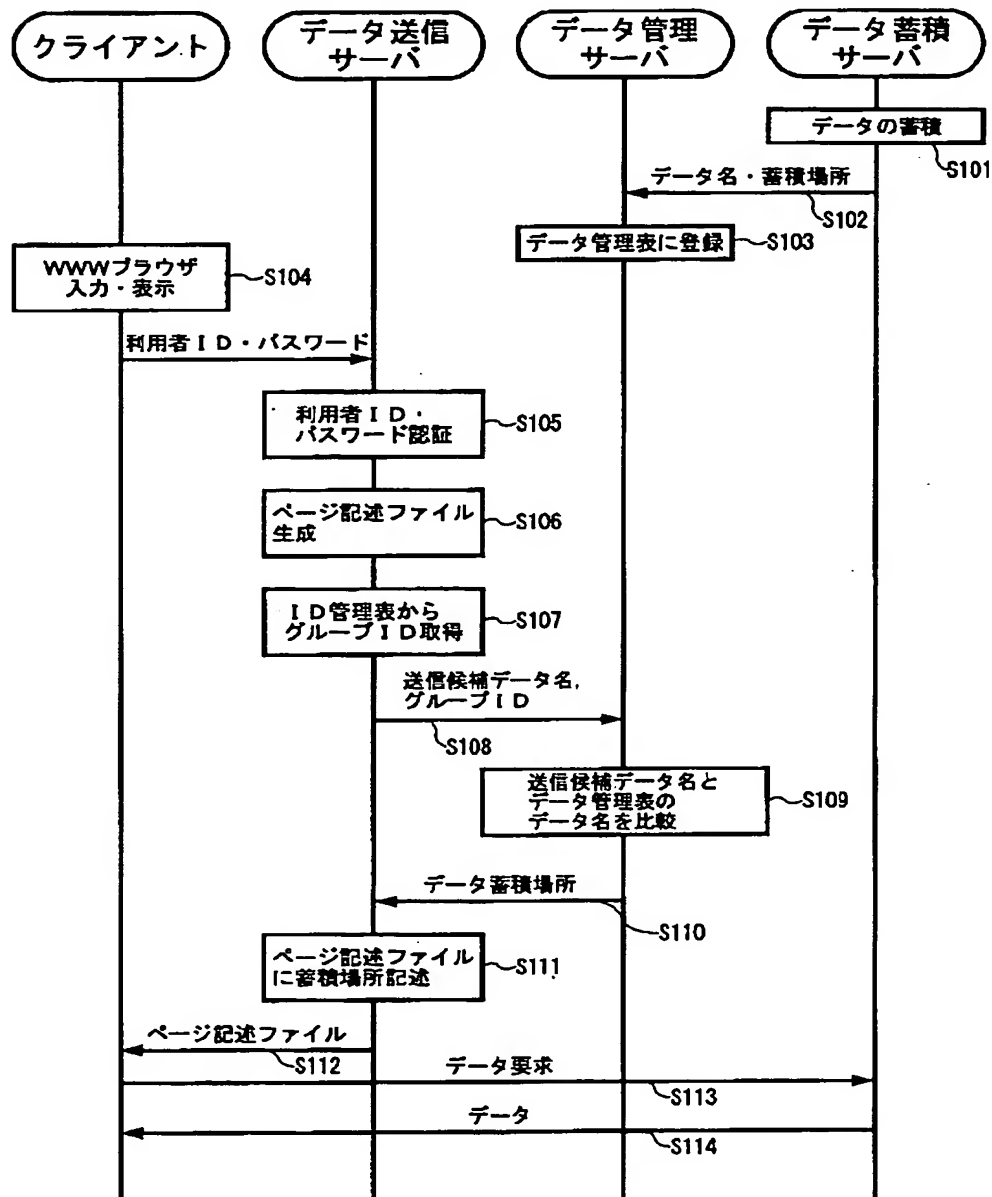 クライアント
データ送信
サーバ
データ管理
サーバ
データ蓄積
サーバ
データの蓄積
S101
データ名・蓄積場所
S102
データ管理表に登録
S103
WWWブラウザ
入力・表示
S104
利用者ID・パスワード
利用者ID・
パスワード認証
S105
ページ記述ファイル
生成
S106
ID管理表から
グループID取得
S107
送信候補データ名,
グループID
S108
送信候補データ名と
データ管理表の
データ名を比較
S109
データ蓄積場所
S110
ページ記述ファイル
に蓄積場所記述
S111
ページ記述ファイル
S112
データ要求
S113
データ
S114